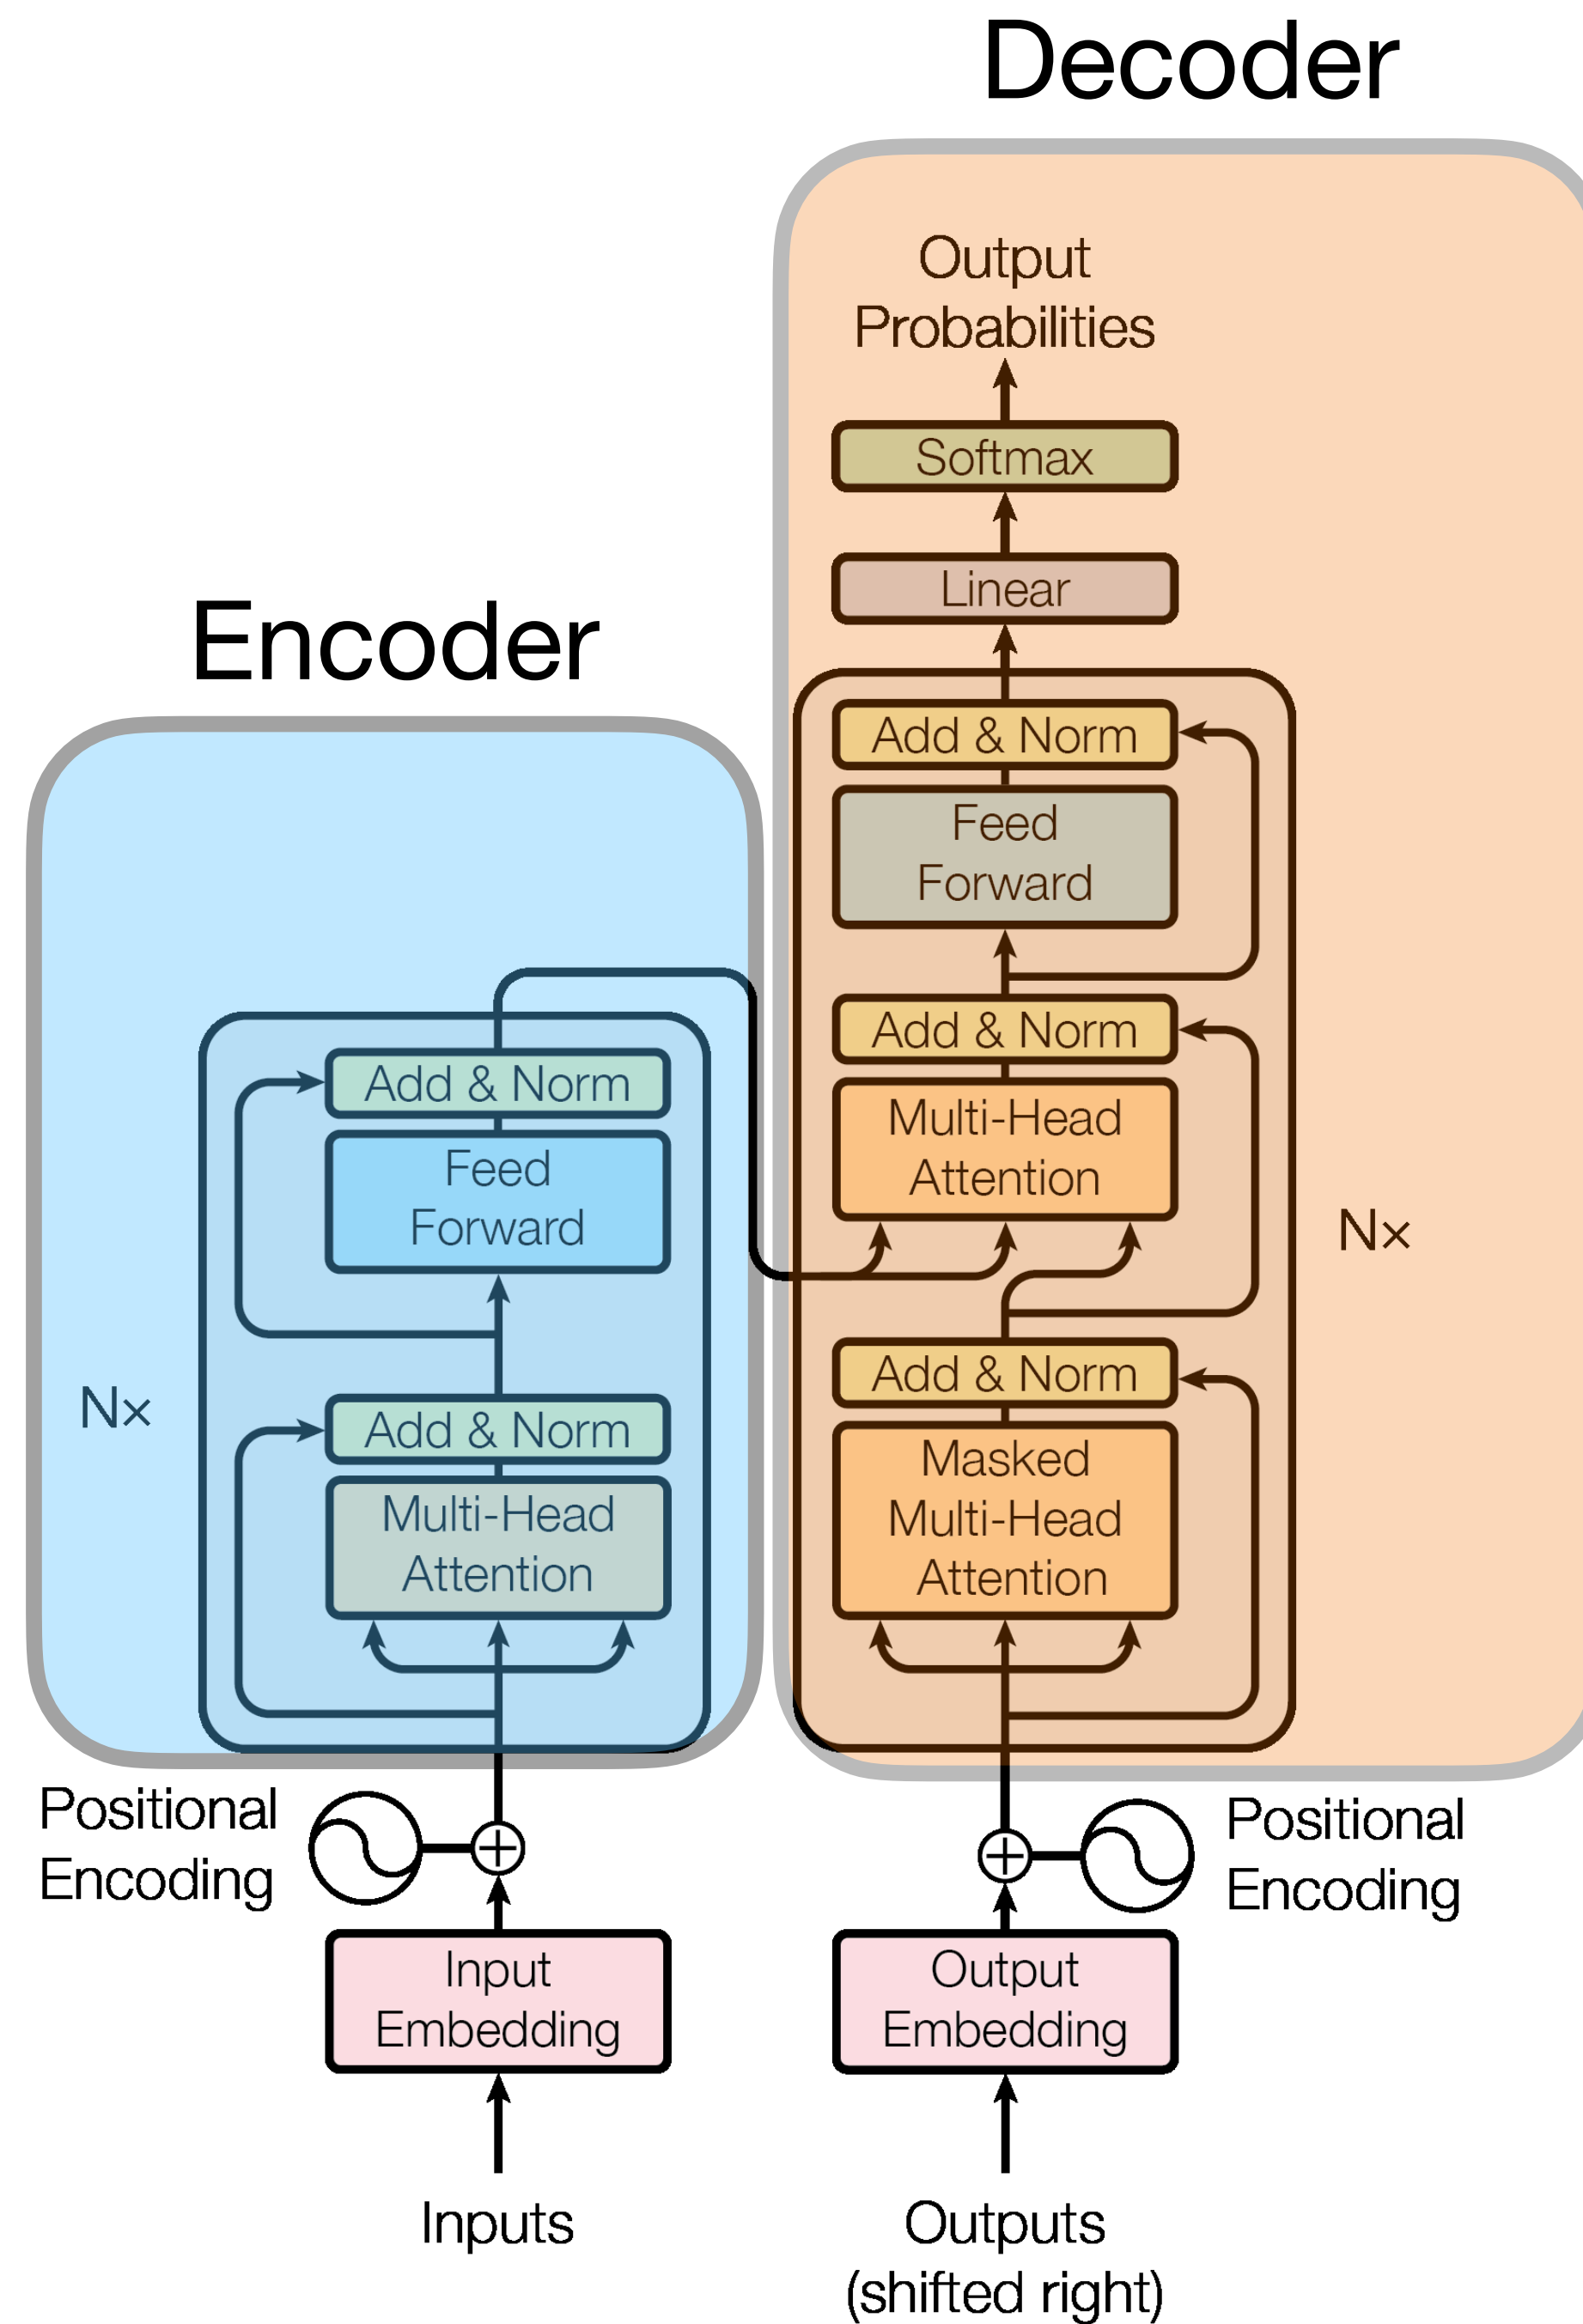 Decoder
Output
Probabilities
Softmax
Linear
Add & Norm
Feed
Forward
Add & Norm
Multi-Head
Attention
N×
Add & Norm
Masked
Multi-Head
Attention
Encoder
Add & Norm
Feed
Forward
N×
Add & Norm
Multi-Head
Attention
Positional
Encoding
Positional
Encoding
Input
Embedding
Output
Embedding
Inputs
Outputs
(shifted right)